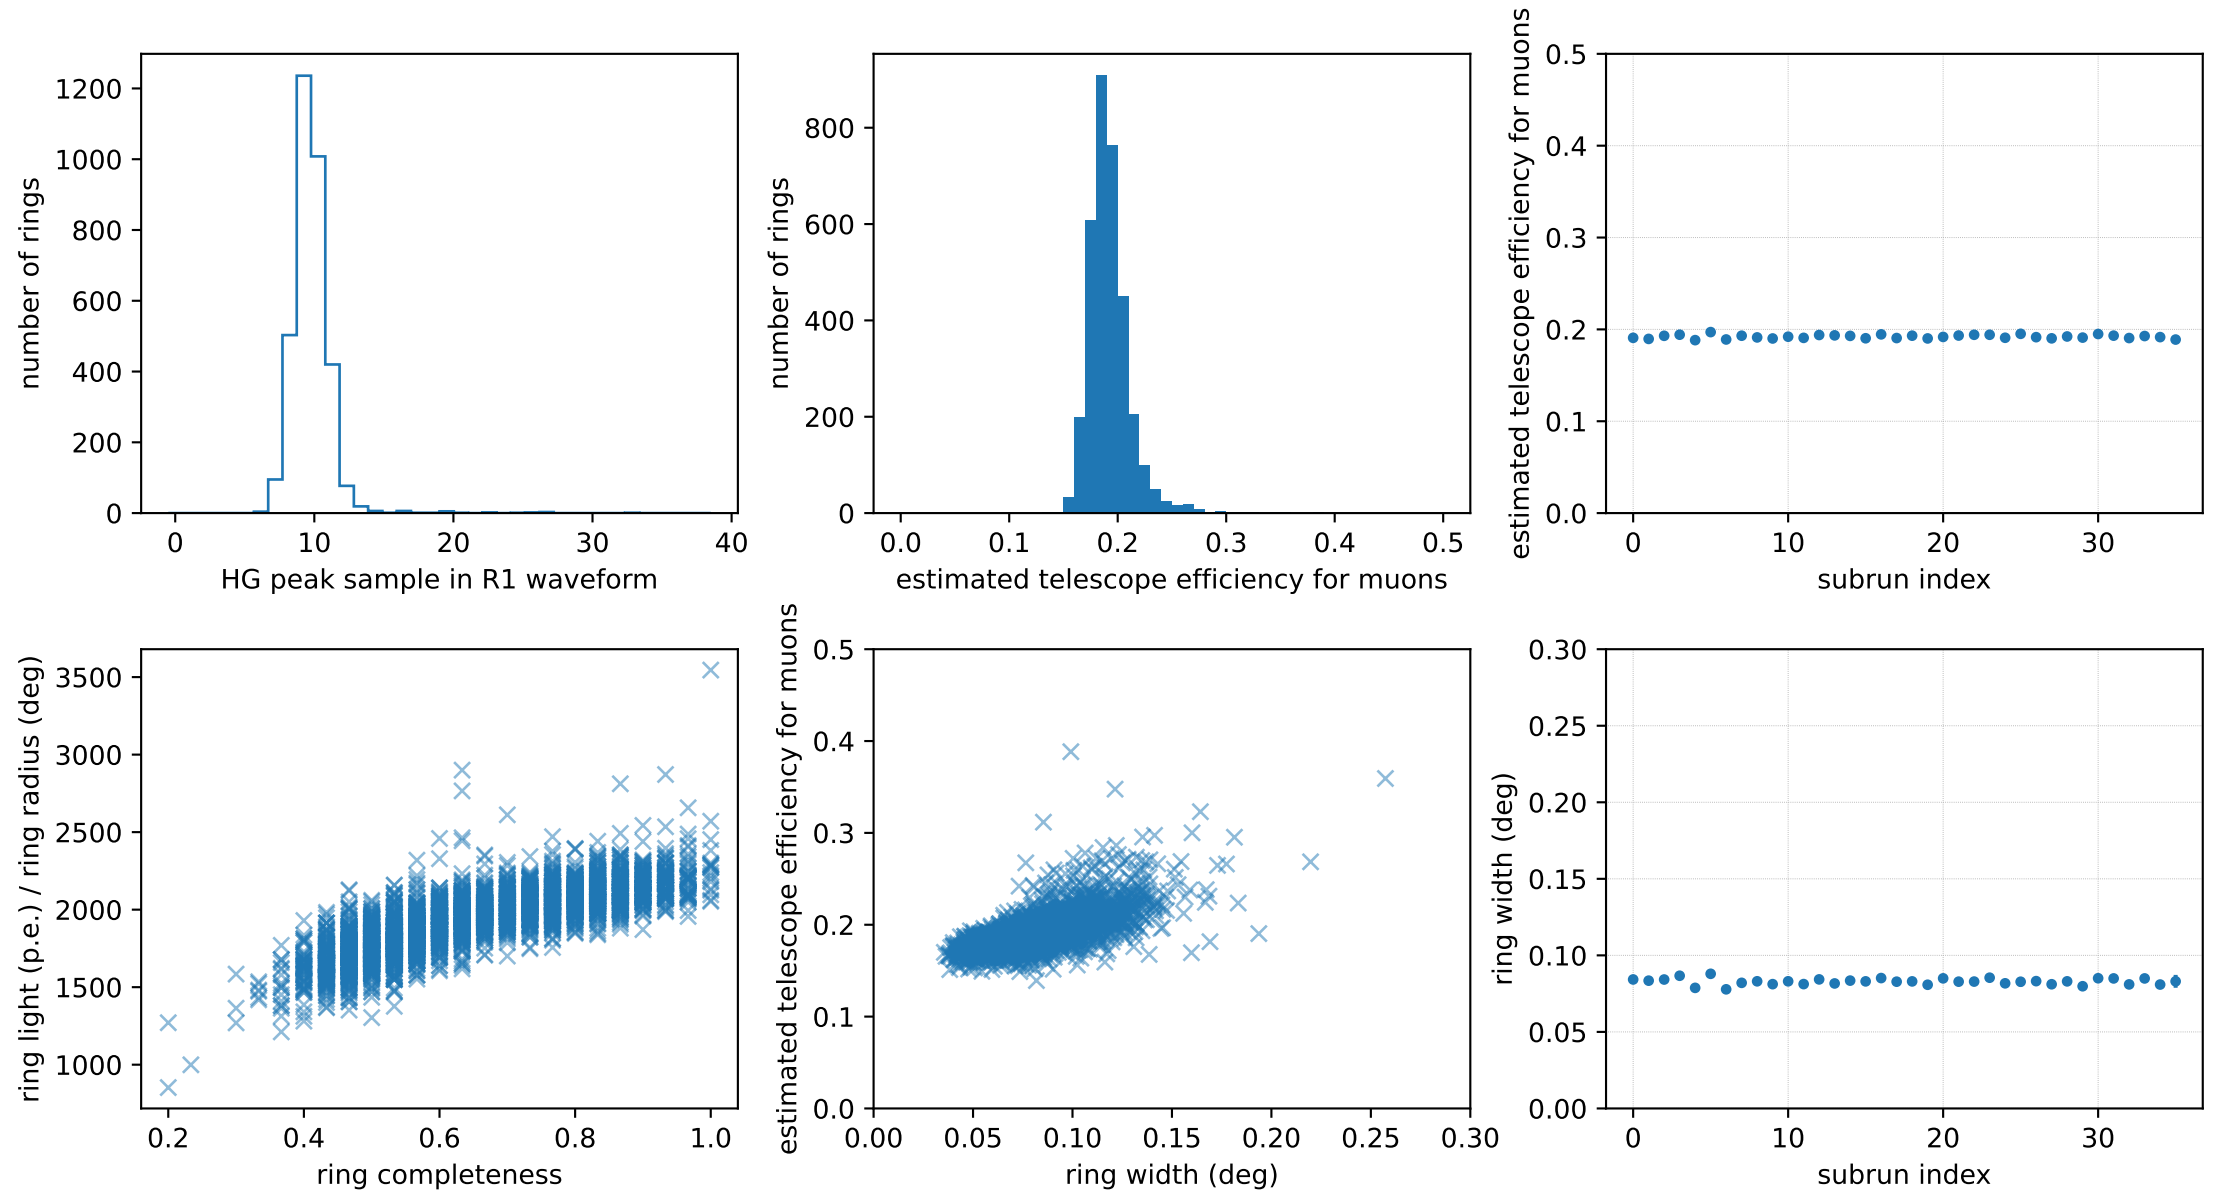 1200
1000
800
600
400
200
0
number of rings
0 10 20 30 40
HG peak sample in R1 waveform
800
600
400
200
0
number of rings
0.0 0.1 0.2 0.3 0.4 0.5
estimated telescope efficiency for muons
0.5
0.4
0.3
0.2
0.1
0.0
estimated telescope efficiency for muons
0 10 20 30
subrun index
3500
3000
2500
2000
1500
1000
ring light (p.e.) / ring radius (deg)
0.2 0.4 0.6 0.8 1.0
ring completeness
0.5
0.4
0.3
0.2
0.1
0.0
estimated telescope efficiency for muons
0.00 0.05 0.10 0.15 0.20 0.25 0.30
ring width (deg)
0.30
0.25
0.20
0.15
0.10
0.05
0.00
ring width (deg)
0 10 20 30
subrun index